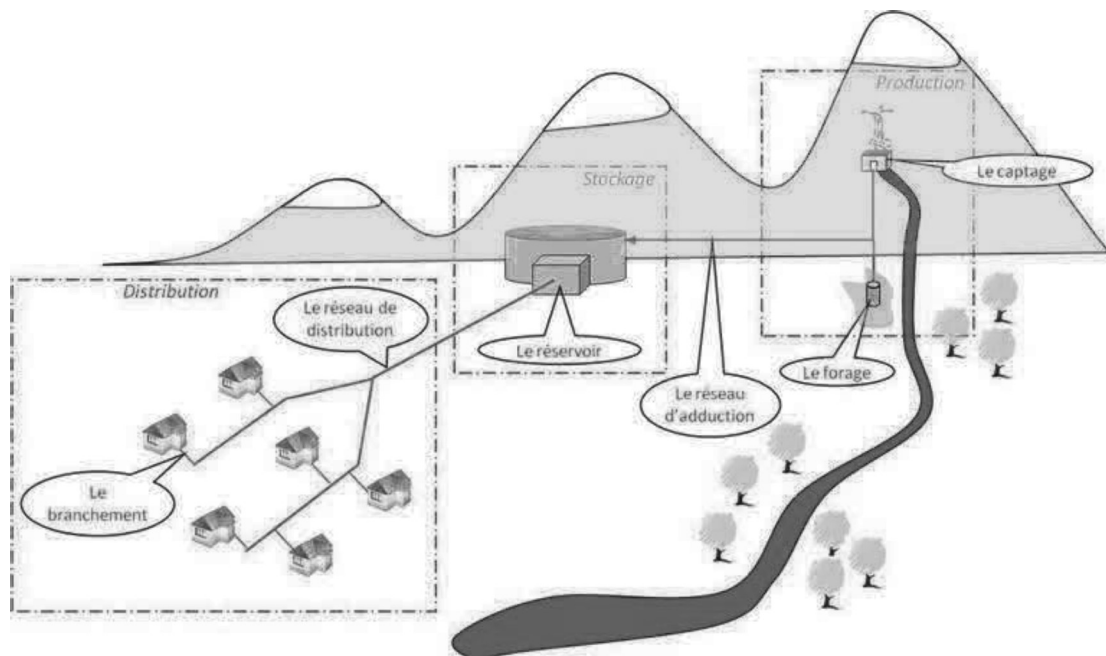 Production
Le captage
Stockage
Distribution
Le réseau de
distribution
Le réservoir
Le forage
Le réseau
d'adduction
Le
branchement